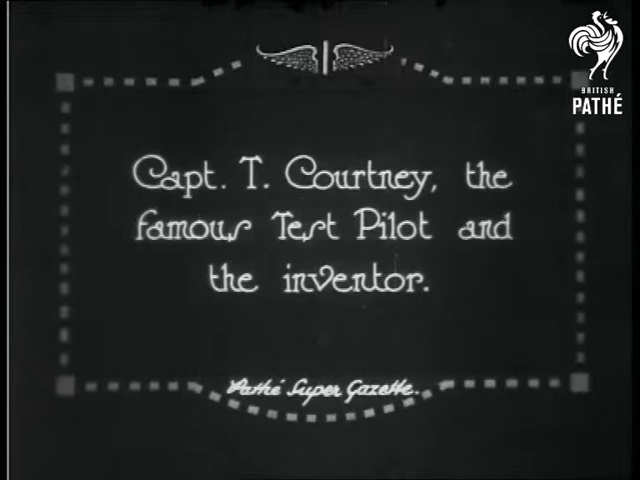 BRITISH
PATHÉ
Capt. T. Courtney, the
famous Test Pilot and
the inventor.
Pathé Super Gazette.